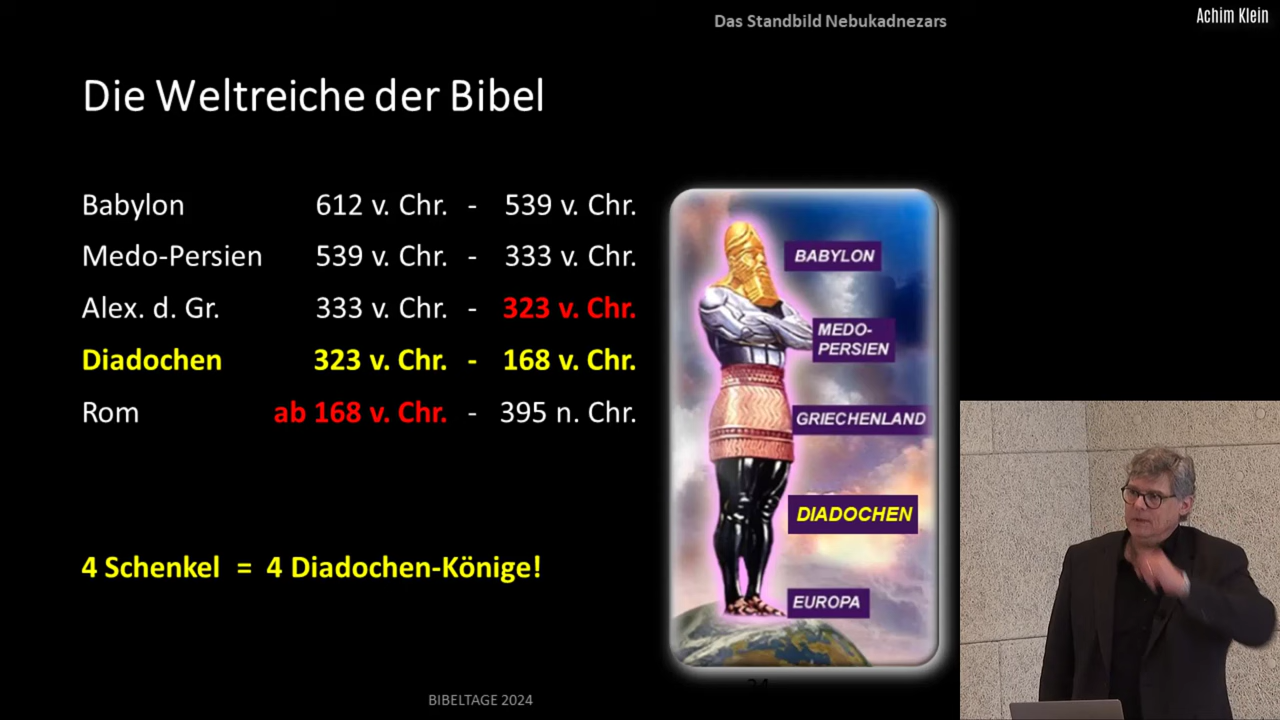 Das Standbild Nebukadnezars
Achim Klein
Die Weltreiche der Bibel
Babylon 612 v. Chr. - 539 v. Chr.
Medo-Persien 539 v. Chr. - 333 v. Chr.
Alex. d. Gr. 333 v. Chr. - 323 v. Chr.
Diadochen 323 v. Chr. - 168 v. Chr.
Rom ab 168 v. Chr. - 395 n. Chr.
4 Schenkel = 4 Diadochen-Könige!
BABYLON
MEDO-
PERSIEN
GRIECHENLAND
DIADOCHEN
EUROPA
BIBELTAGE 2024